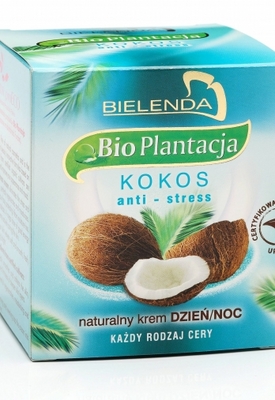 BIELENDA
Bio Plantacja
KOKOS
anti - stress
naturalny krem DZIEŃ/NOC
KAŻDY RODZAJ CERY